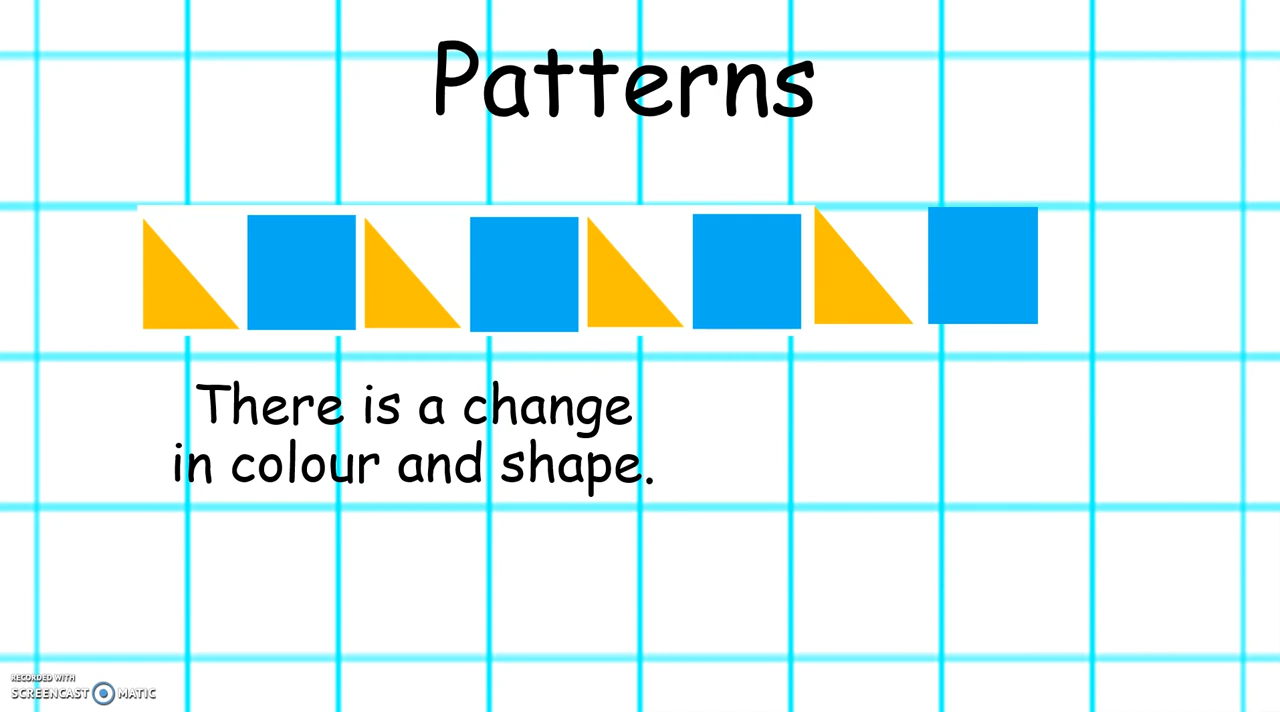 Patterns
There is a change
in colour and shape.
RECORDED WITH
SCREENCAST MATIC